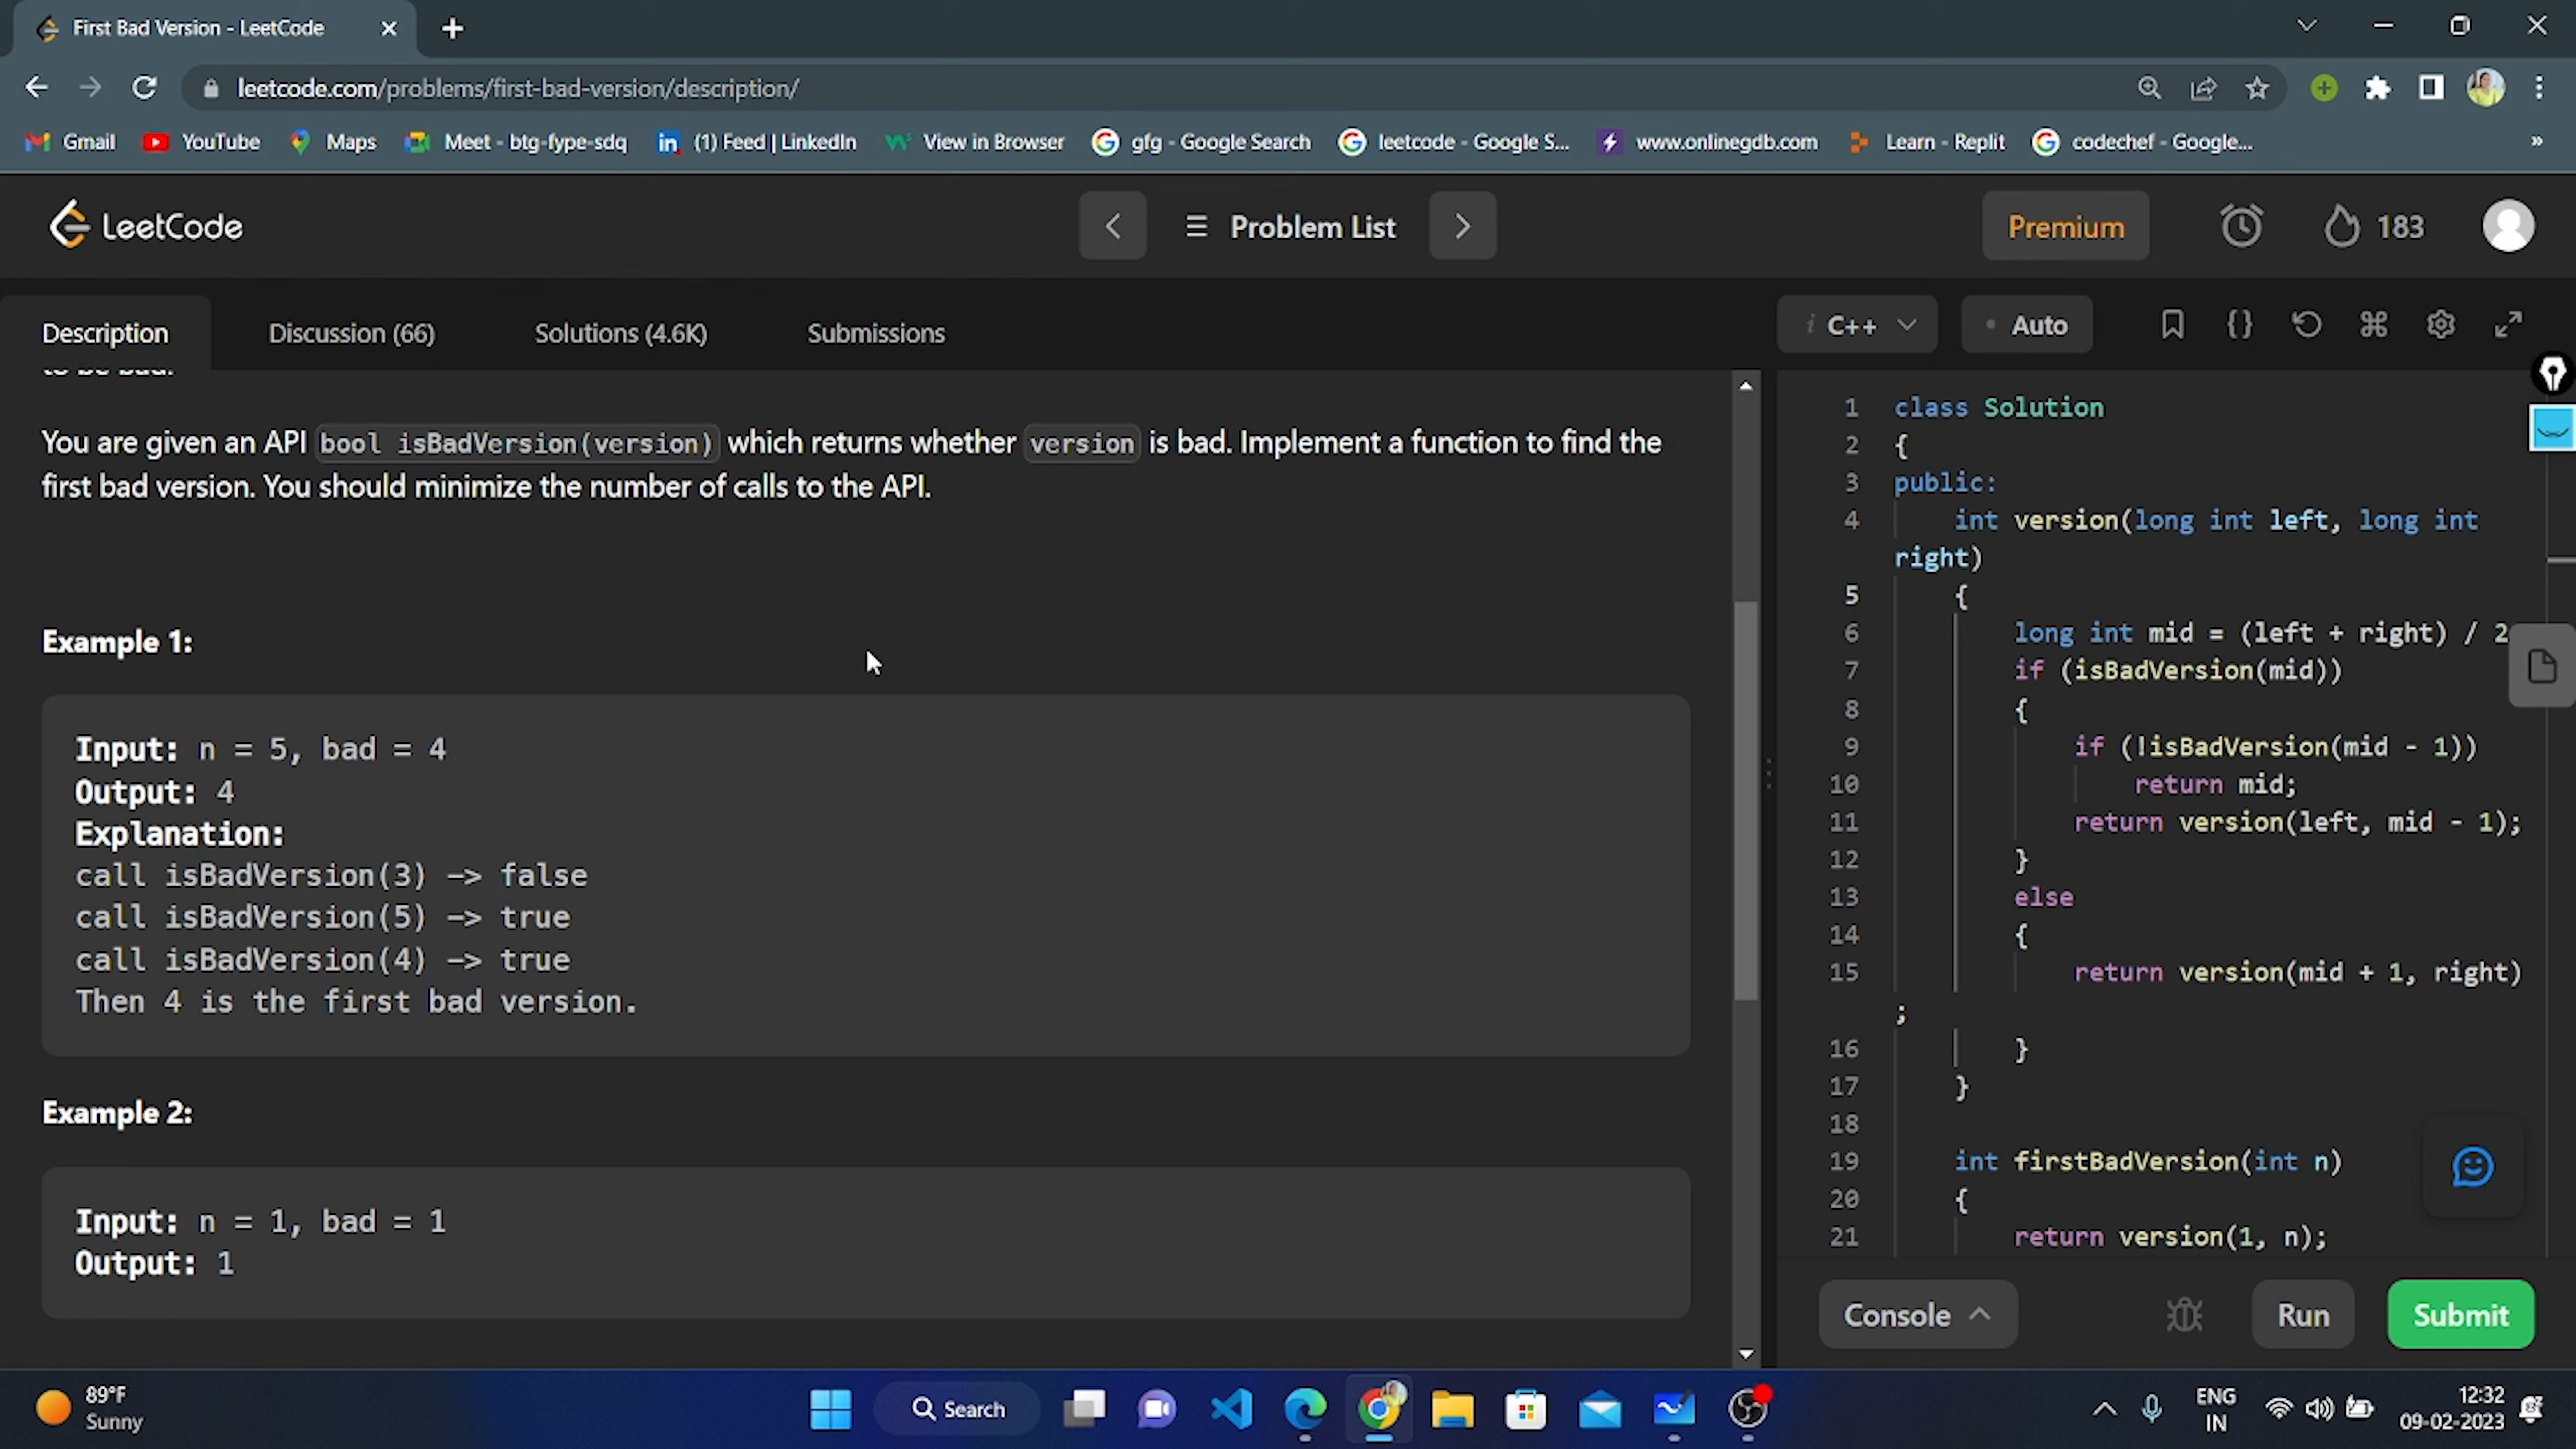 First Bad Version - LeetCode
leetcode.com/problems/first-bad-version/description/
Gmail YouTube Maps Meet - btg-fype-sdq (1) Feed | LinkedIn View in Browser gfg - Google Search leetcode - Google S... www.onlinegdb.com Learn - Replit codechef - Google... »
LeetCode Problem List Premium 183
Description Discussion (66) Solutions (4.6K) Submissions
i C++ Auto
to be bad.
You are given an API bool isBadVersion(version) which returns whether version is bad. Implement a function to find the
first bad version. You should minimize the number of calls to the API.
Example 1:
Input: n = 5, bad = 4
Output: 4
Explanation:
call isBadVersion(3) -> false
call isBadVersion(5) -> true
call isBadVersion(4) -> true
Then 4 is the first bad version.
Example 2:
Input: n = 1, bad = 1
Output: 1
1 class Solution
2 {
3 public:
4 int version(long int left, long int
right)
5 {
6 long int mid = (left + right) / 2
7 if (isBadVersion(mid))
8 {
9 if (!isBadVersion(mid - 1))
10 return mid;
11 return version(left, mid - 1);
12 }
13 else
14 {
15 return version(mid + 1, right)
;
16 }
17 }
18
19 int firstBadVersion(int n)
20 {
21 return version(1, n);
Console Run Submit
89°F
Sunny
Search
ENG
IN
12:32
09-02-2023